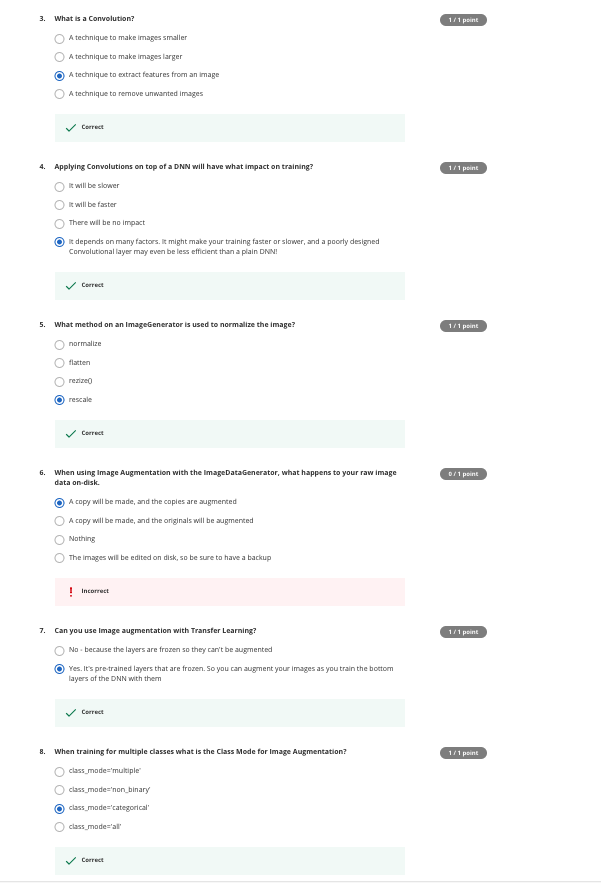 3. What is a Convolution?
1 / 1 point
A technique to make images smaller
A technique to make images larger
A technique to extract features from an image
A technique to remove unwanted images
Correct
4. Applying Convolutions on top of a DNN will have what impact on training?
1 / 1 point
It will be slower
It will be faster
There will be no impact
It depends on many factors. It might make your training faster or slower, and a poorly designed
Convolutional layer may even be less efficient than a plain DNN!
Correct
5. What method on an ImageGenerator is used to normalize the image?
1 / 1 point
normalize
flatten
rezize()
rescale
Correct
6. When using Image Augmentation with the ImageDataGenerator, what happens to your raw image
data on-disk.
0 / 1 point
A copy will be made, and the copies are augmented
A copy will be made, and the originals will be augmented
Nothing
The images will be edited on disk, so be sure to have a backup
Incorrect
7. Can you use Image augmentation with Transfer Learning?
1 / 1 point
No - because the layers are frozen so they can't be augmented
Yes. It's pre-trained layers that are frozen. So you can augment your images as you train the bottom
layers of the DNN with them
Correct
8. When training for multiple classes what is the Class Mode for Image Augmentation?
1 / 1 point
class_mode='multiple'
class_mode='non_binary'
class_mode='categorical'
class_mode='all'
Correct